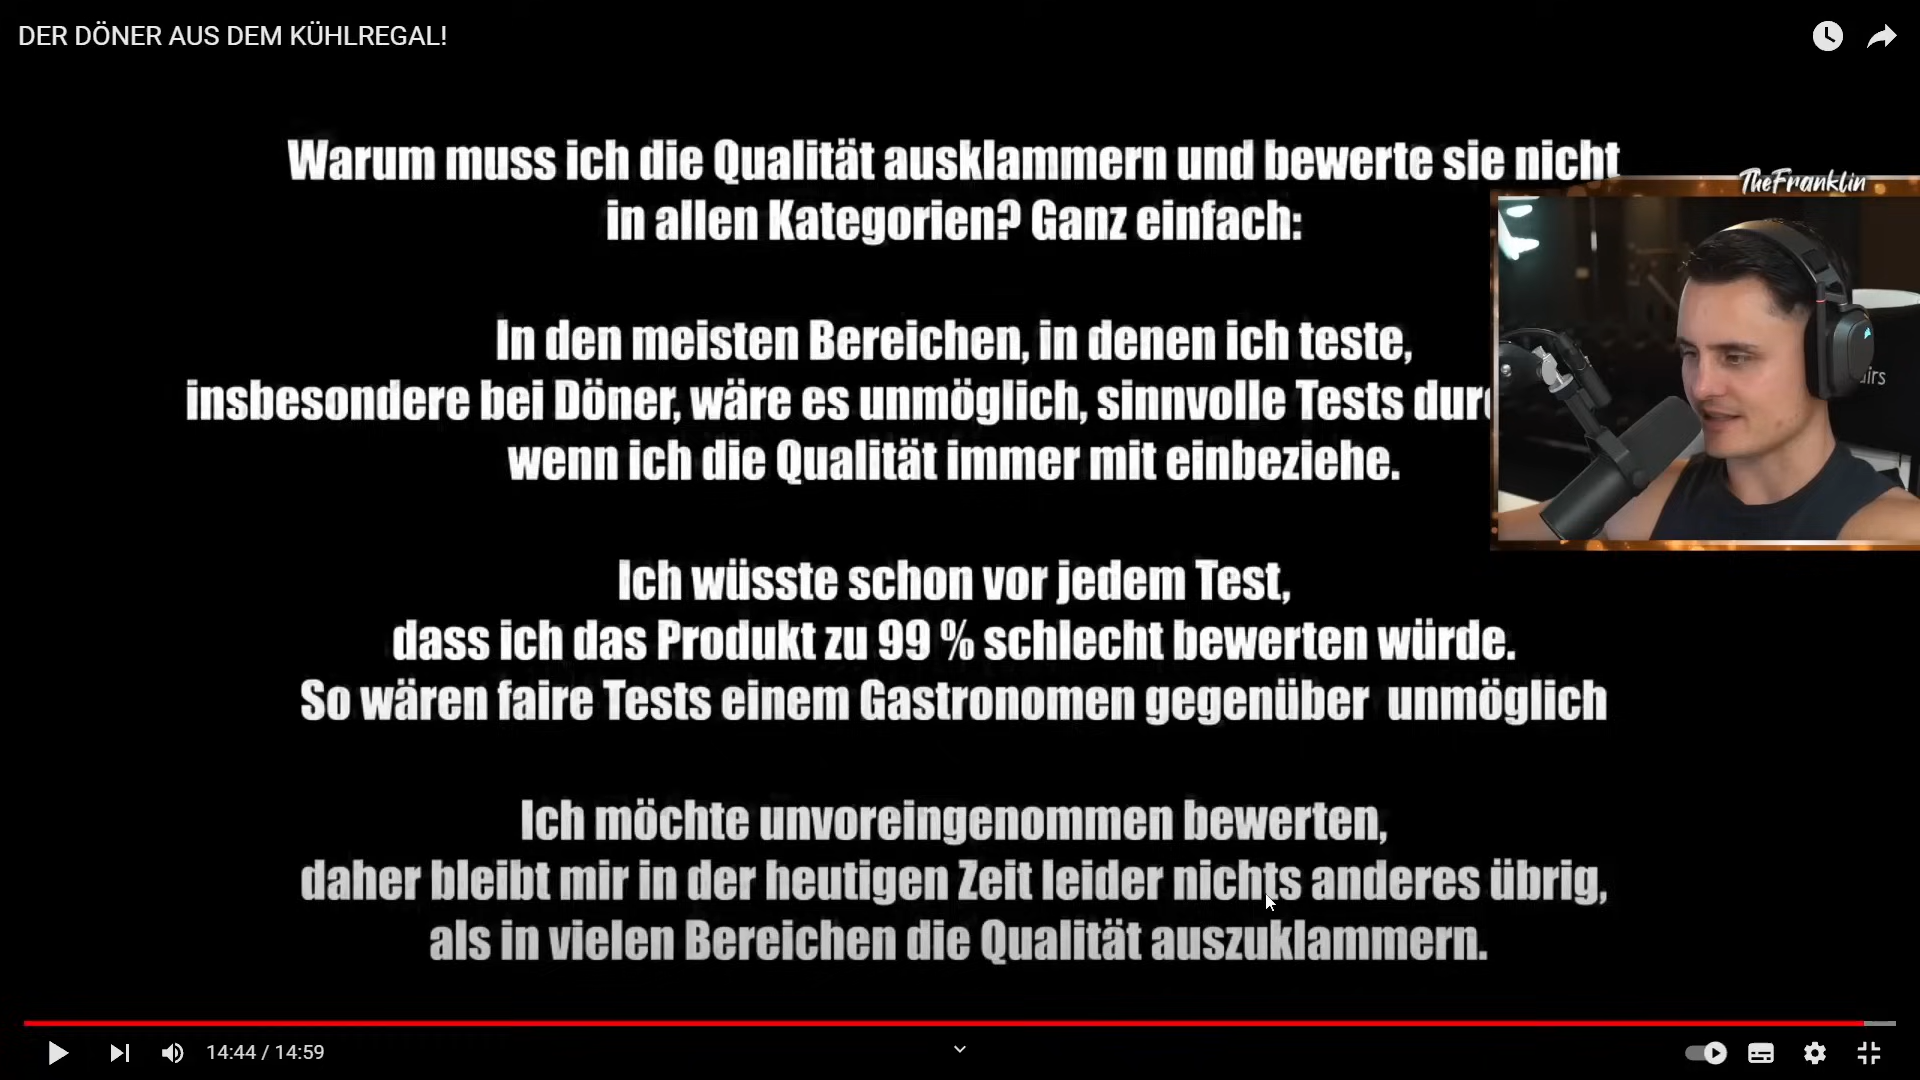 DER DÖNER AUS DEM KÜHLREGAL!
Warum muss ich die Qualität ausklammern und bewerte sie nicht
in allen Kategorien? Ganz einfach:
TheFranklin
In den meisten Bereichen, in denen ich teste,
insbesondere bei Döner, wäre es unmöglich, sinnvolle Tests
wenn ich die Qualität immer mit einbeziehe.
Ich wüsste schon vor jedem Test,
dass ich das Produkt zu 99 % schlecht bewerten würde.
So wären faire Tests einem Gastronomen gegenüber unmöglich
Ich möchte unvoreingenommen bewerten,
daher bleibt mir in der heutigen Zeit leider nichts anderes übrig,
als in vielen Bereichen die Qualität auszuklammern.
14:44 / 14:59